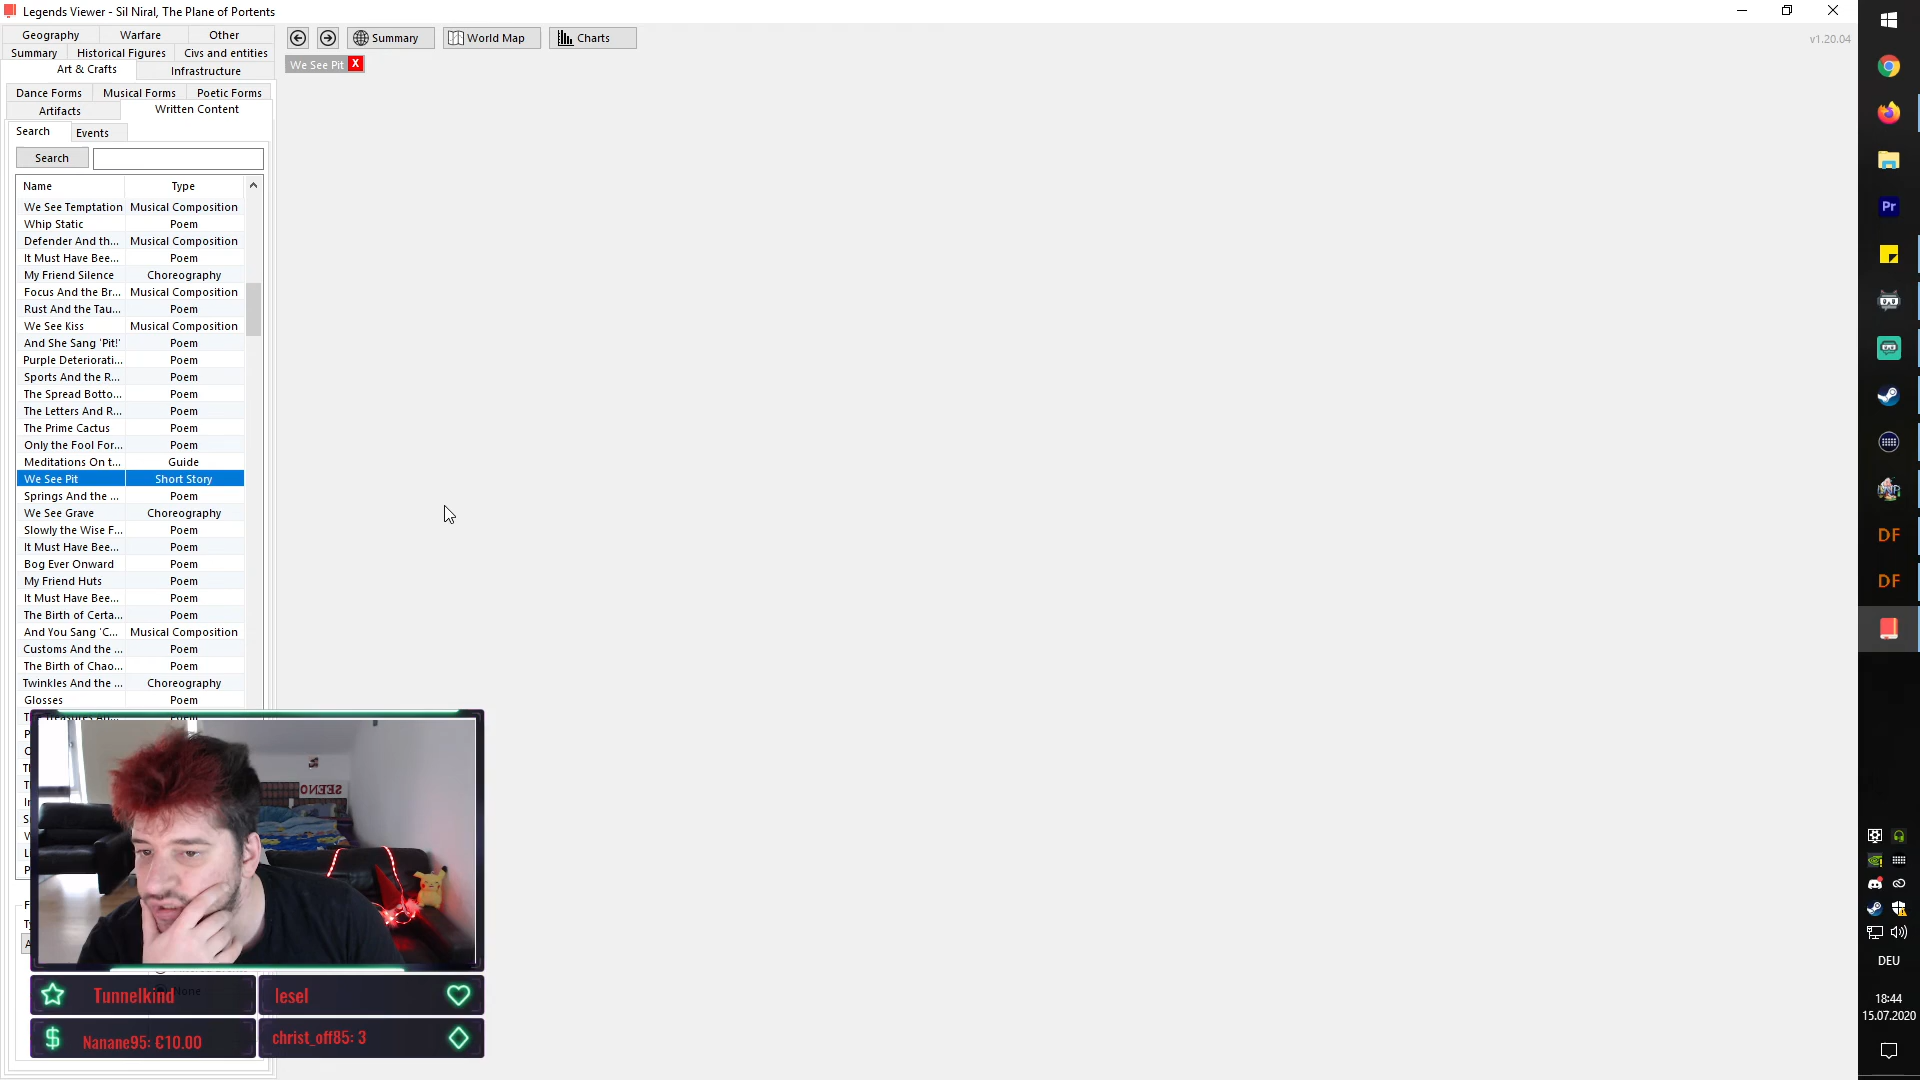 Legends Viewer - Sil Niral, The Plane of Portents
Geography Warfare Other
Summary Historical Figures Civs and entities
Art & Crafts Infrastructure
Dance Forms Musical Forms Poetic Forms
Artifacts Written Content
Search Events
Search
Name Type
We See Temptation Musical Composition
Whip Static Poem
Defender And th... Musical Composition
It Must Have Bee... Poem
My Friend Silence Choreography
Focus And the Br... Musical Composition
Rust And the Tau... Poem
We See Kiss Musical Composition
And She Sang 'Pit!' Poem
Purple Deteriorati... Poem
Sports And the R... Poem
The Spread Botto... Poem
The Letters And R... Poem
The Prime Cactus Poem
Only the Fool For... Poem
Meditations On t... Guide
We See Pit Short Story
Springs And the ... Poem
We See Grave Choreography
Slowly the Wise F... Poem
It Must Have Bee... Poem
Bog Ever Onward Poem
My Friend Huts Poem
It Must Have Bee... Poem
The Birth of Certa... Poem
And You Sang 'C... Musical Composition
Customs And the ... Poem
The Birth of Chao... Poem
Twinkles And the ... Choreography
Glosses Poem
Summary World Map Charts
v1.20.04
We See Pit X
SEENO
Tunnelkind lesel
None
Nanane95: €10.00 christ_off85: 3
Pr
DF
DF
DEU
18:44
15.07.2020